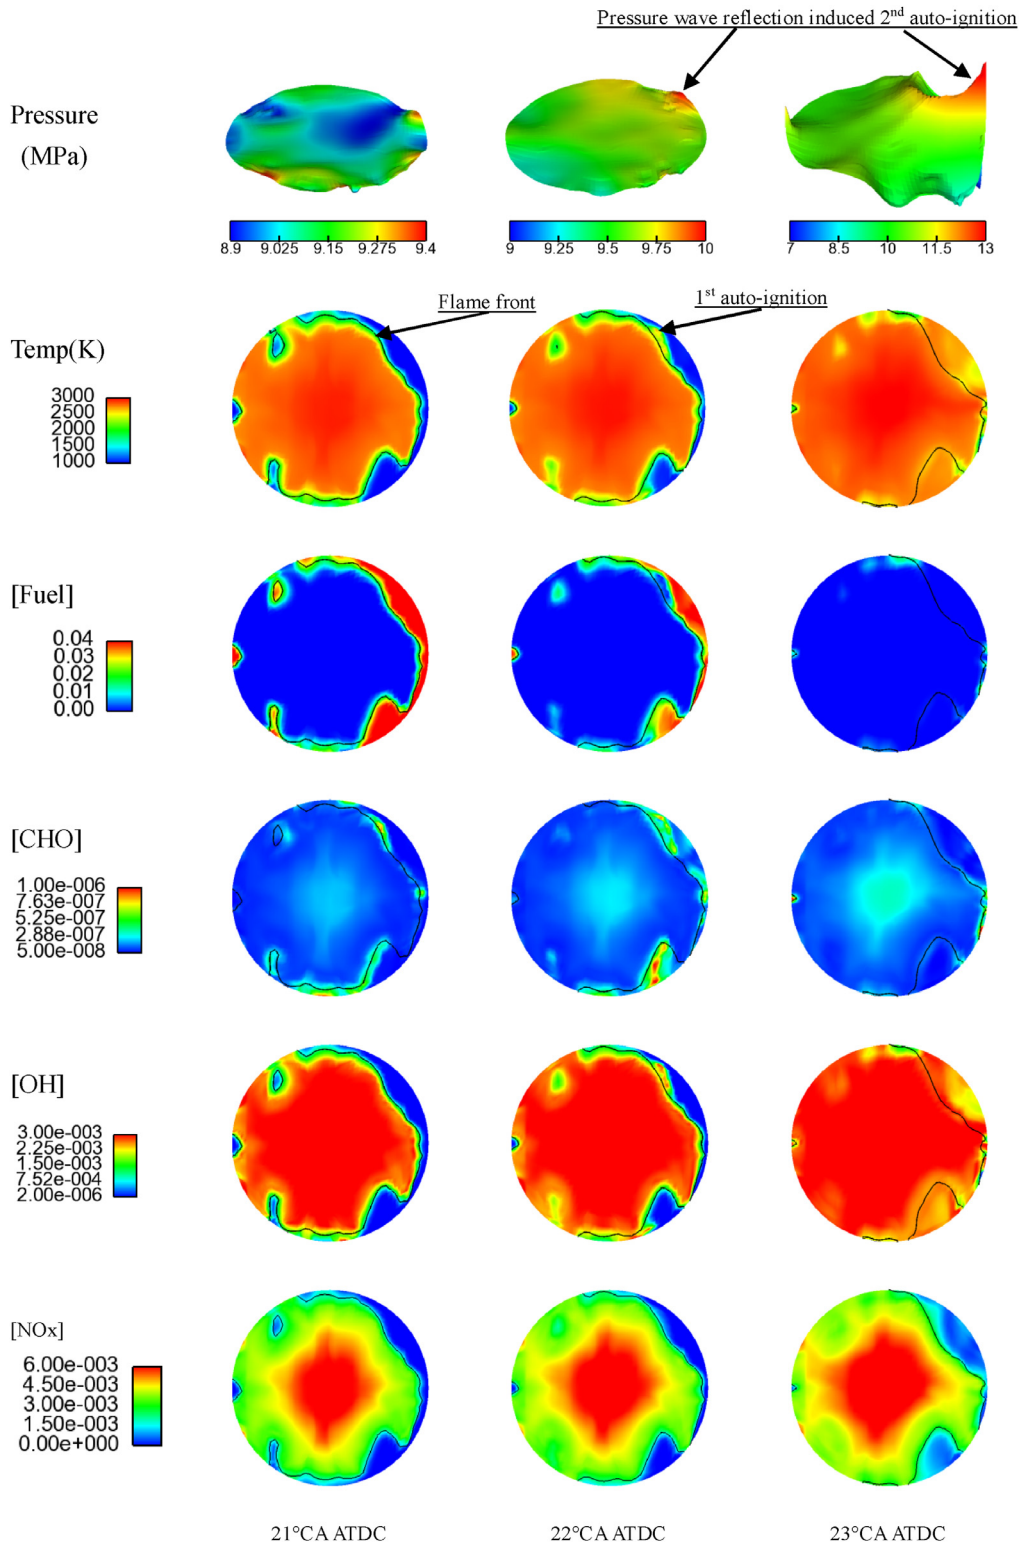 Pressure wave reflection induced 2nd auto-ignition
Pressure
(MPa)
8.9 9.025 9.15 9.275 9.4
9 9.25 9.5 9.75 10
7 8.5 10 11.5 13
Flame front
1st auto-ignition
Temp(K)
3000
2500
2000
1500
1000
[Fuel]
0.04
0.03
0.02
0.01
0.00
[CHO]
1.00e-006
7.63e-007
5.25e-007
2.88e-007
5.00e-008
[OH]
3.00e-003
2.25e-003
1.50e-003
7.52e-004
2.00e-006
[NOx]
6.00e-003
4.50e-003
3.00e-003
1.50e-003
0.00e+000
21°CA ATDC
22°CA ATDC
23°CA ATDC